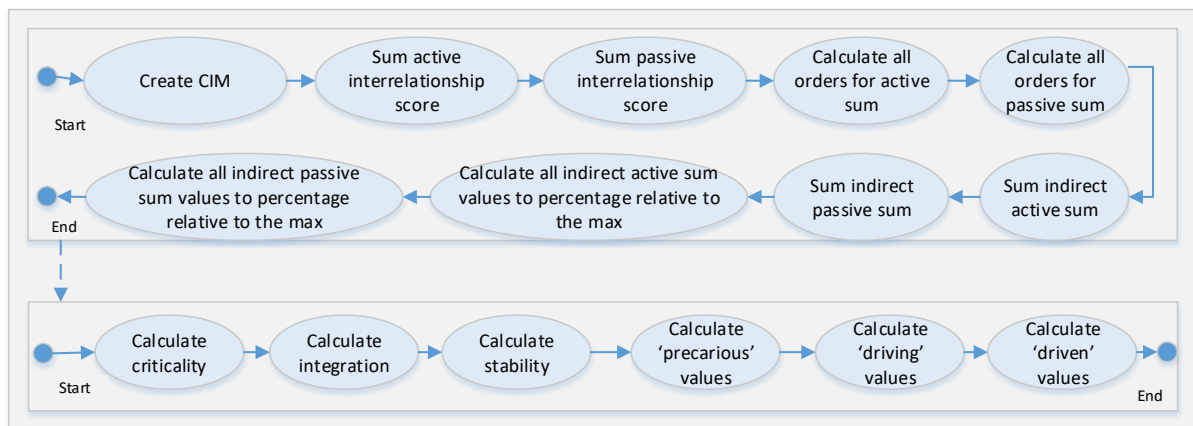 Create CIM
Sum active
interrelationship
score
Sum passive
interrelationship
score
Calculate all
orders for active
sum
Calculate all
orders for
passive sum
Start
Calculate all indirect passive
sum values to percentage
relative to the max
Calculate all indirect active sum
values to percentage relative to
the max
Sum indirect
passive sum
Sum indirect
active sum
End
Calculate
criticality
Calculate
integration
Calculate
stability
Calculate
‘precarious’
values
Calculate
‘driving’
values
Calculate
‘driven’
values
Start
End